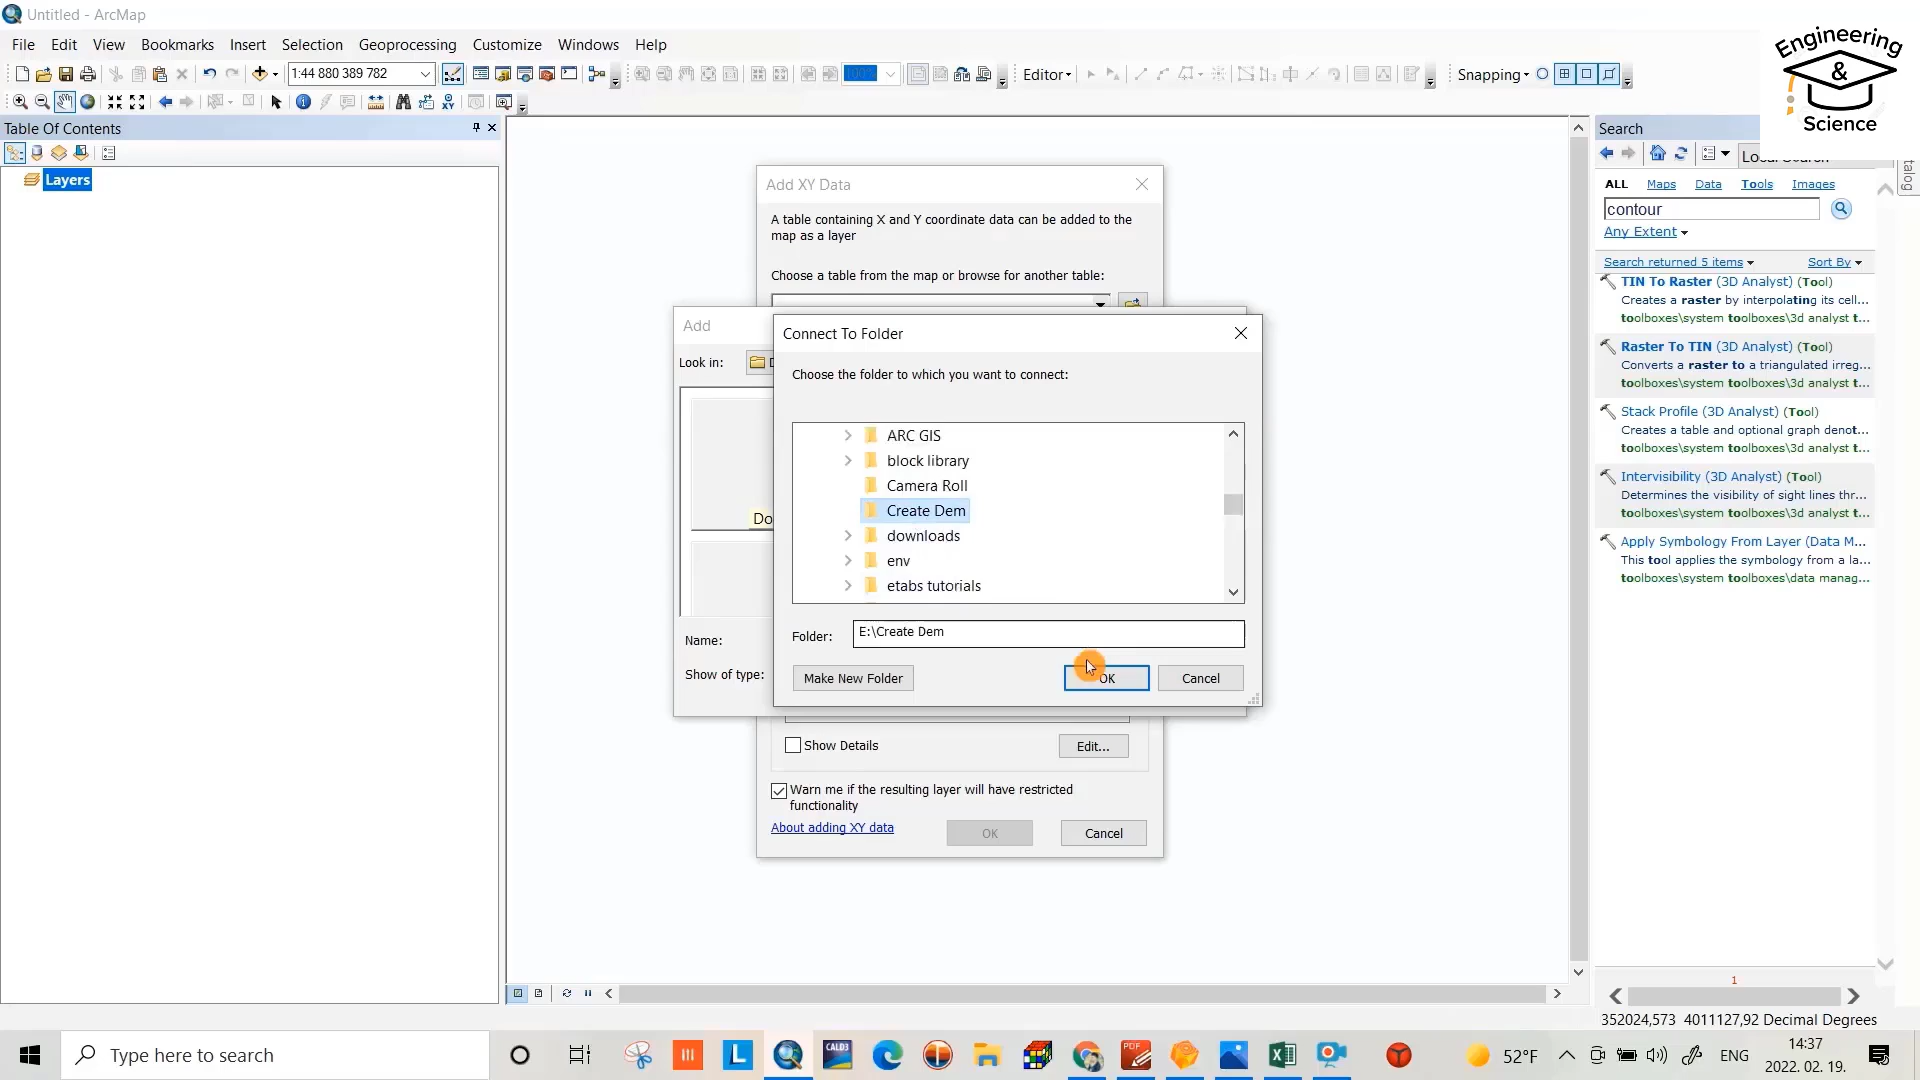 Untitled - ArcMap
File Edit View Bookmarks Insert Selection Geoprocessing Customize Windows Help
1:44 880 389 782
100%
Editor
Snapping
Engineering
&
Science
Table Of Contents
Layers
Add XY Data
A table containing X and Y coordinate data can be added to the
map as a layer
Choose a table from the map or browse for another table:
Add
Look in:
Do
Name:
Show of type:
Connect To Folder
Choose the folder to which you want to connect:
ARC GIS
block library
Camera Roll
Create Dem
downloads
env
etabs tutorials
Folder:
E:\Create Dem
Make New Folder
OK
Cancel
Show Details
Edit...
Warn me if the resulting layer will have restricted
functionality
About adding XY data
OK
Cancel
Search
Local Search
talog
ALL Maps Data Tools Images
contour
Any Extent
Search returned 5 items
Sort By
TIN To Raster (3D Analyst) (Tool)
Creates a raster by interpolating its cell...
toolboxes\system toolboxes\3d analyst t...
Raster To TIN (3D Analyst) (Tool)
Converts a raster to a triangulated irreg...
toolboxes\system toolboxes\3d analyst t...
Stack Profile (3D Analyst) (Tool)
Creates a table and optional graph denot...
toolboxes\system toolboxes\3d analyst t...
Intervisibility (3D Analyst) (Tool)
Determines the visibility of sight lines thr...
toolboxes\system toolboxes\3d analyst t...
Apply Symbology From Layer (Data M...
This tool applies the symbology from a la...
toolboxes\system toolboxes\data manag...
1
352024,573 4011127,92 Decimal Degrees
Type here to search
CALD3
PDF
52°F
ENG
14:37
2022. 02. 19.